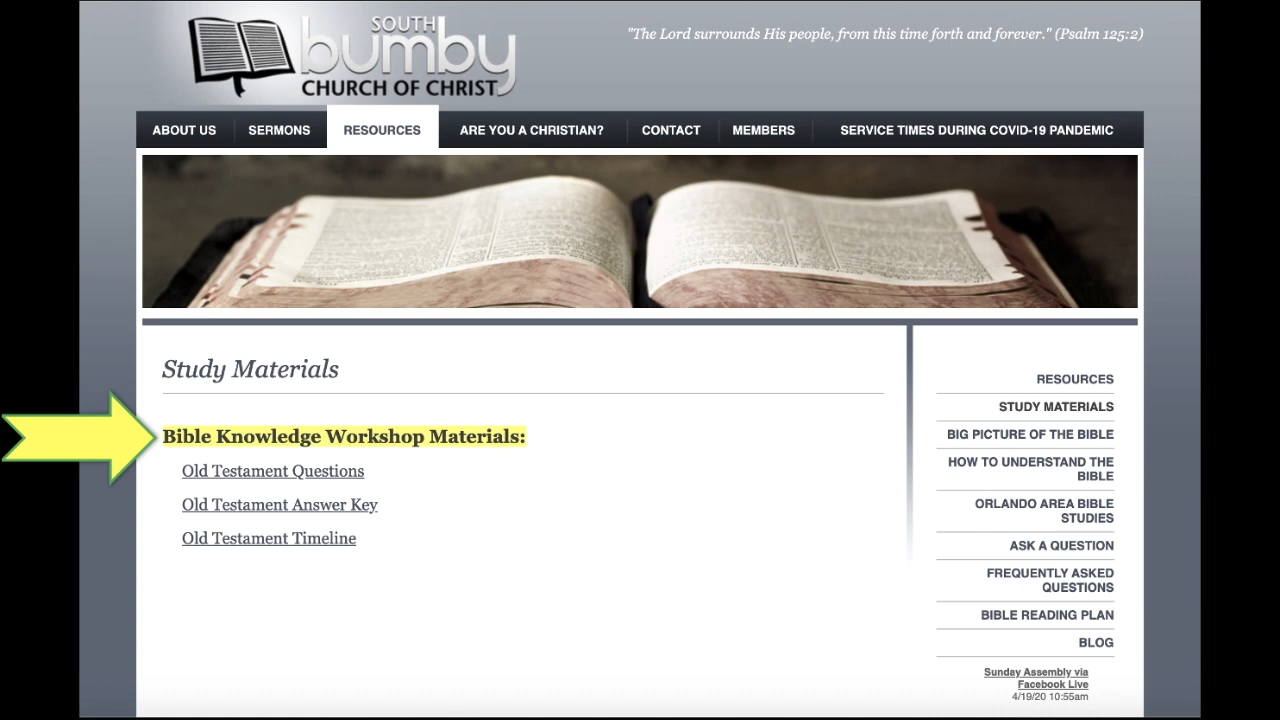 SOUTH
bumby
CHURCH OF CHRIST
"The Lord surrounds His people, from this time forth and forever." (Psalm 125:2)
ABOUT US SERMONS RESOURCES ARE YOU A CHRISTIAN? CONTACT MEMBERS SERVICE TIMES DURING COVID-19 PANDEMIC
Study Materials
Bible Knowledge Workshop Materials:
Old Testament Questions
Old Testament Answer Key
Old Testament Timeline
RESOURCES
STUDY MATERIALS
BIG PICTURE OF THE BIBLE
HOW TO UNDERSTAND THE
BIBLE
ORLANDO AREA BIBLE
STUDIES
ASK A QUESTION
FREQUENTLY ASKED
QUESTIONS
BIBLE READING PLAN
BLOG
Sunday Assembly via
Facebook Live
4/19/20 10:55am